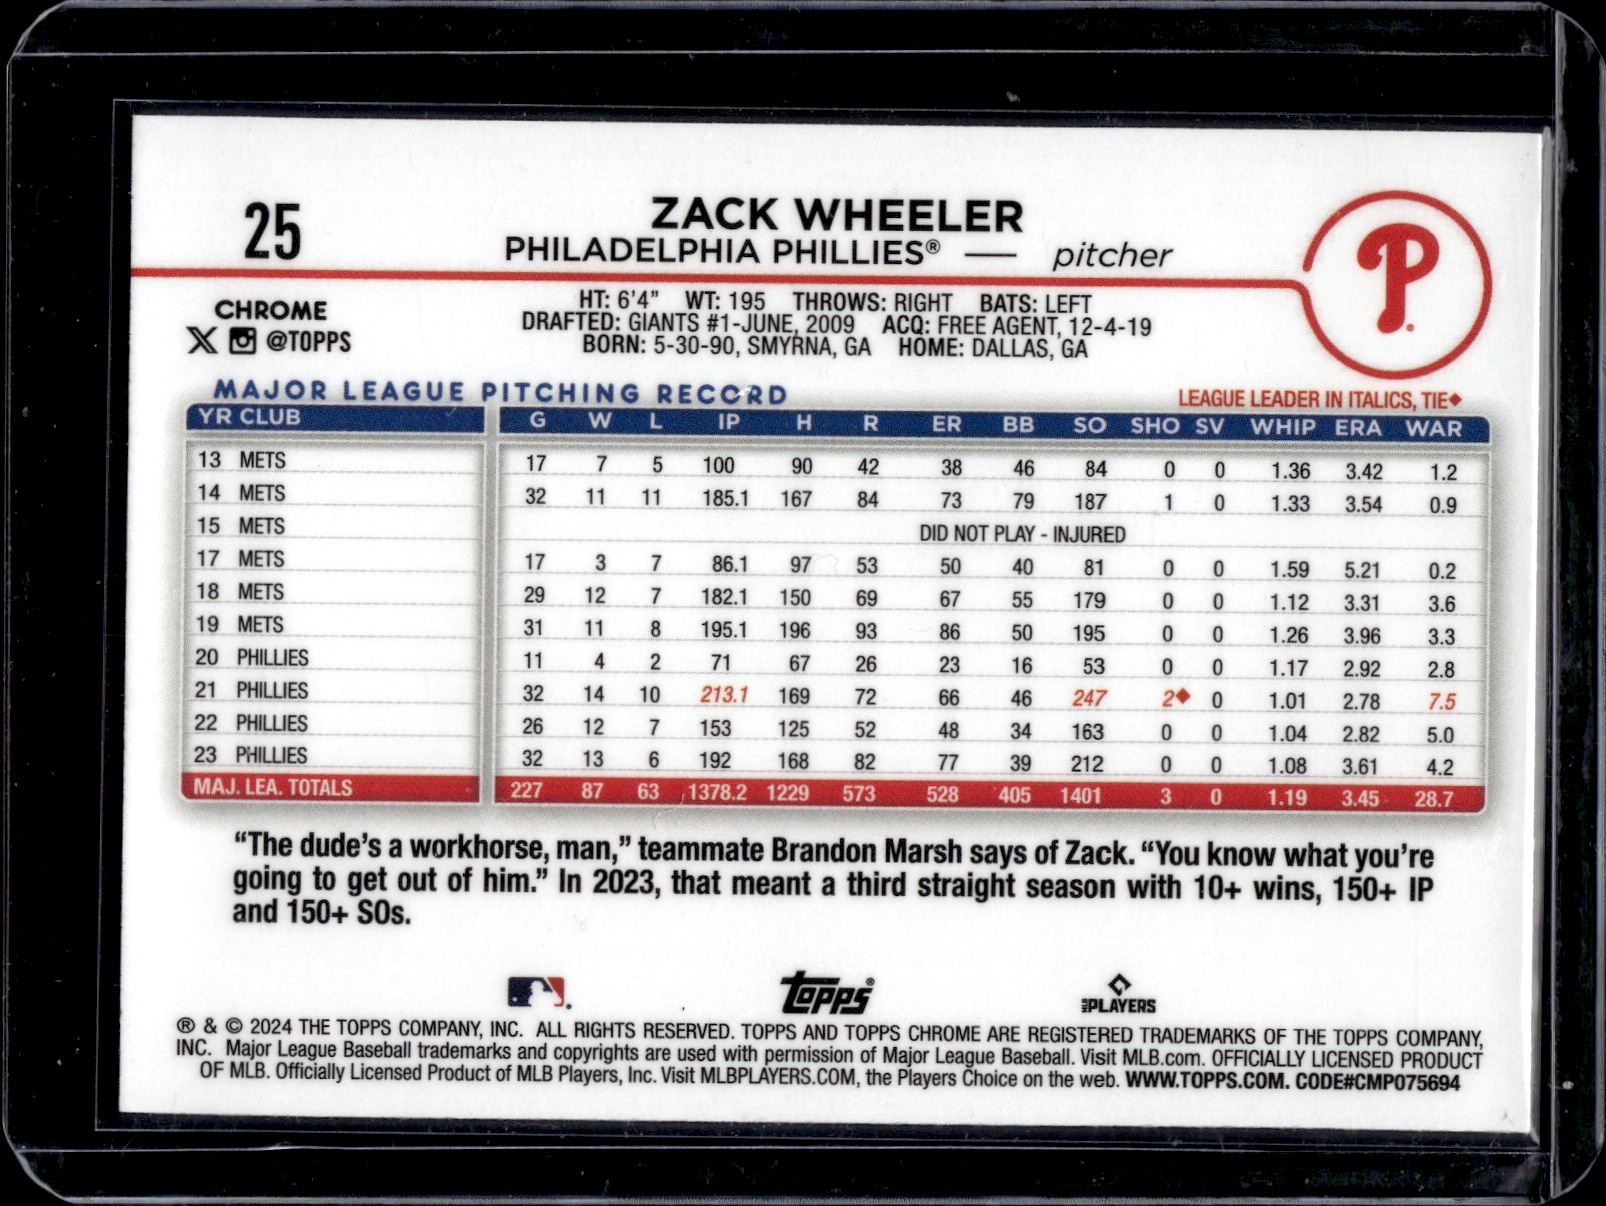 25
ZACK WHEELER
PHILADELPHIA PHILLIES® — pitcher
P
CHROME
X @TOPPS
HT: 6'4" WT: 195 THROWS: RIGHT BATS: LEFT
DRAFTED: GIANTS #1-JUNE, 2009 ACQ: FREE AGENT, 12-4-19
BORN: 5-30-90, SMYRNA, GA HOME: DALLAS, GA
MAJOR LEAGUE PITCHING RECORD
LEAGUE LEADER IN ITALICS, TIE◆
YR CLUB G W L IP H R ER BB SO SHO SV WHIP ERA WAR
13 METS 17 7 5 100 90 42 38 46 84 0 0 1.36 3.42 1.2
14 METS 32 11 11 185.1 167 84 73 79 187 1 0 1.33 3.54 0.9
15 METS DID NOT PLAY - INJURED
17 METS 17 3 7 86.1 97 53 50 40 81 0 0 1.59 5.21 0.2
18 METS 29 12 7 182.1 150 69 67 55 179 0 0 1.12 3.31 3.6
19 METS 31 11 8 195.1 196 93 86 50 195 0 0 1.26 3.96 3.3
20 PHILLIES 11 4 2 71 67 26 23 16 53 0 0 1.17 2.92 2.8
21 PHILLIES 32 14 10 213.1 169 72 66 46 247 2◆ 0 1.01 2.78 7.5
22 PHILLIES 26 12 7 153 125 52 48 34 163 0 0 1.04 2.82 5.0
23 PHILLIES 32 13 6 192 168 82 77 39 212 0 0 1.08 3.61 4.2
MAJ. LEA. TOTALS 227 87 63 1378.2 1229 573 528 405 1401 3 0 1.19 3.45 28.7
“The dude's a workhorse, man,” teammate Brandon Marsh says of Zack. “You know what you're
going to get out of him.” In 2023, that meant a third straight season with 10+ wins, 150+ IP
and 150+ SOs.
Topps® PLAYERS
® & © 2024 THE TOPPS COMPANY, INC. ALL RIGHTS RESERVED. TOPPS AND TOPPS CHROME ARE REGISTERED TRADEMARKS OF THE TOPPS COMPANY,
INC. Major League Baseball trademarks and copyrights are used with permission of Major League Baseball. Visit MLB.com. OFFICIALLY LICENSED PRODUCT
OF MLB. Officially Licensed Product of MLB Players, Inc. Visit MLBPLAYERS.COM, the Players Choice on the web. WWW.TOPPS.COM. CODE#CMP075694